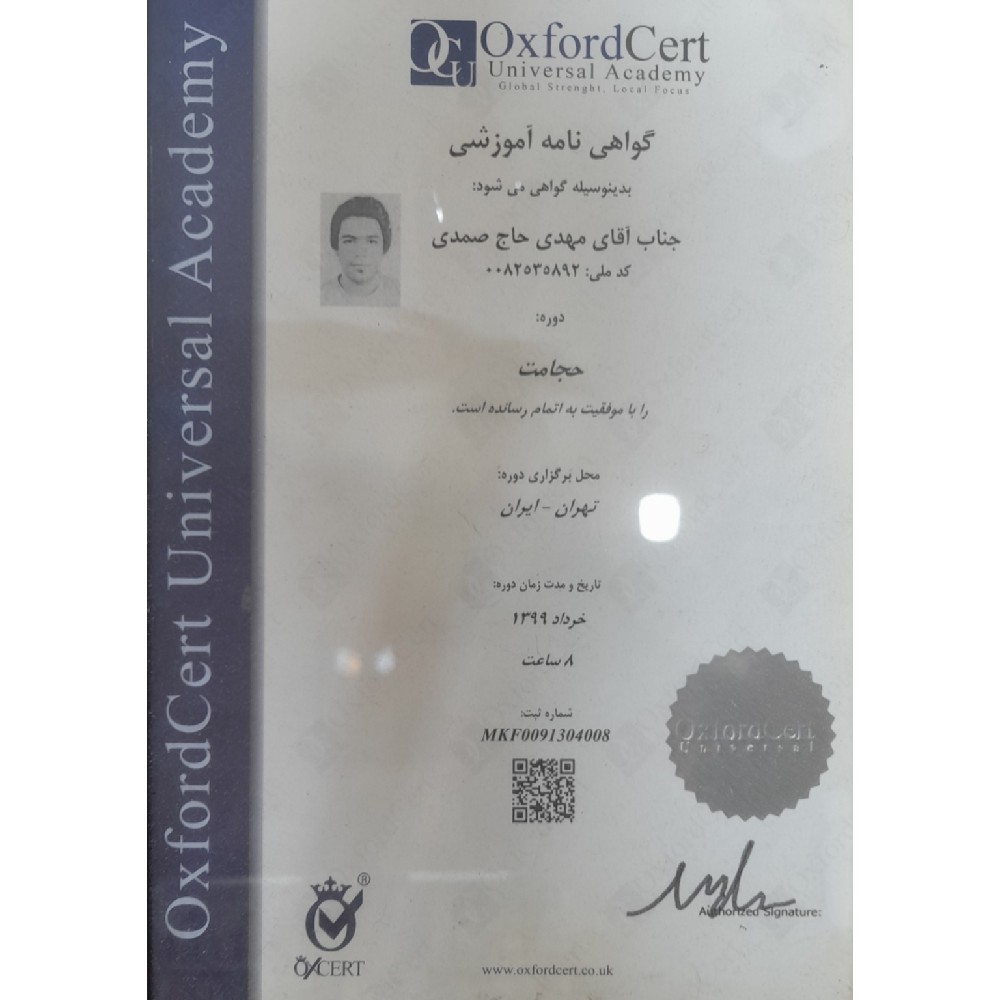 OxfordCert Universal Academy
OCU
OxfordCert
Universal Academy
Global Strenght, Local Focus
گواهی نامه آموزشی
بدینوسیله گواهی می شود:
جناب آقای مهدی حاج صمدی
کد ملی: ۰۰۸۲۵۳۵۸۹۲
دوره:
حجامت
را با موفقیت به اتمام رسانده است.
محل برگزاری دوره:
تهران - ایران
تاریخ و مدت زمان دوره:
خرداد ۱۳۹۹
۸ ساعت
شماره ثبت:
MKF0091304008
OxfordCert
Universal
Authorized Signature:
®
OXCERT
www.oxfordcert.co.uk